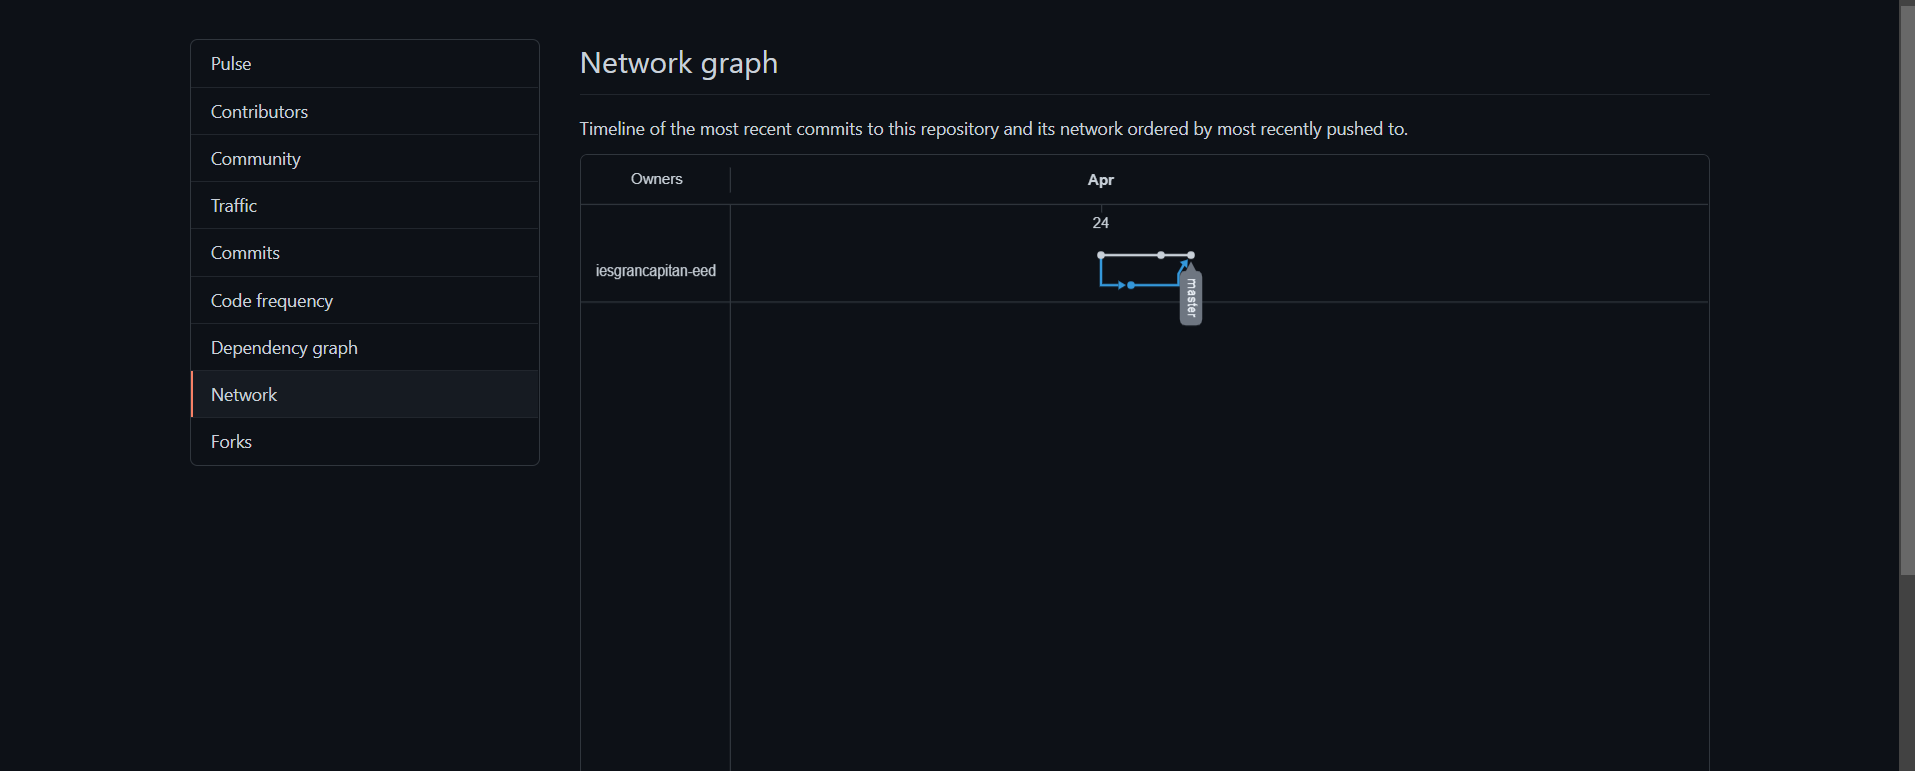 Pulse
Contributors
Community
Traffic
Commits
Code frequency
Dependency graph
Network
Forks
Network graph
Timeline of the most recent commits to this repository and its network ordered by most recently pushed to.
Owners
Apr
24
iesgrancapitan-eed
master